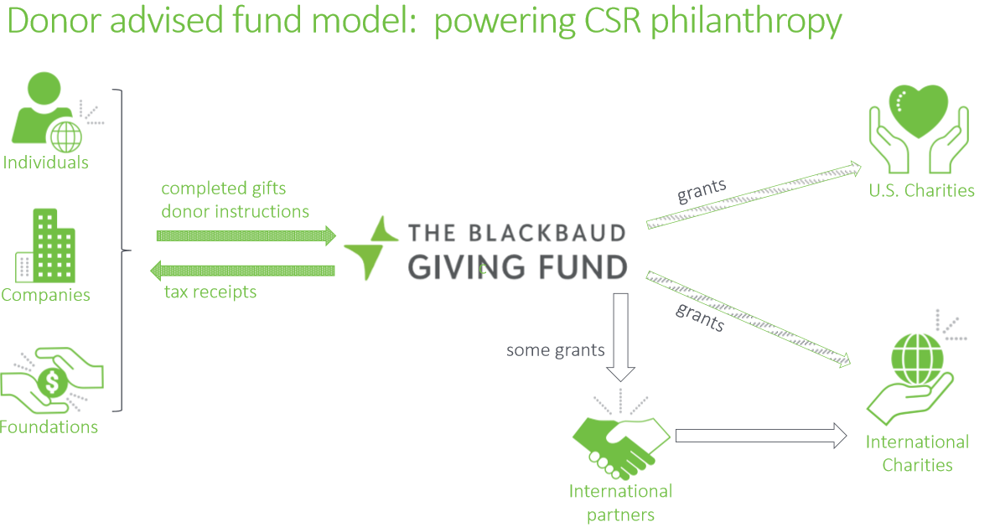 Donor advised fund model:  powering CSR philanthropy
Individuals
Companies
$
Foundations
completed gifts
donor instructions
tax receipts
THE BLACKBAUD
GIVING FUND
c
grants
U.S. Charities
grants
some grants
International
partners
International
Charities